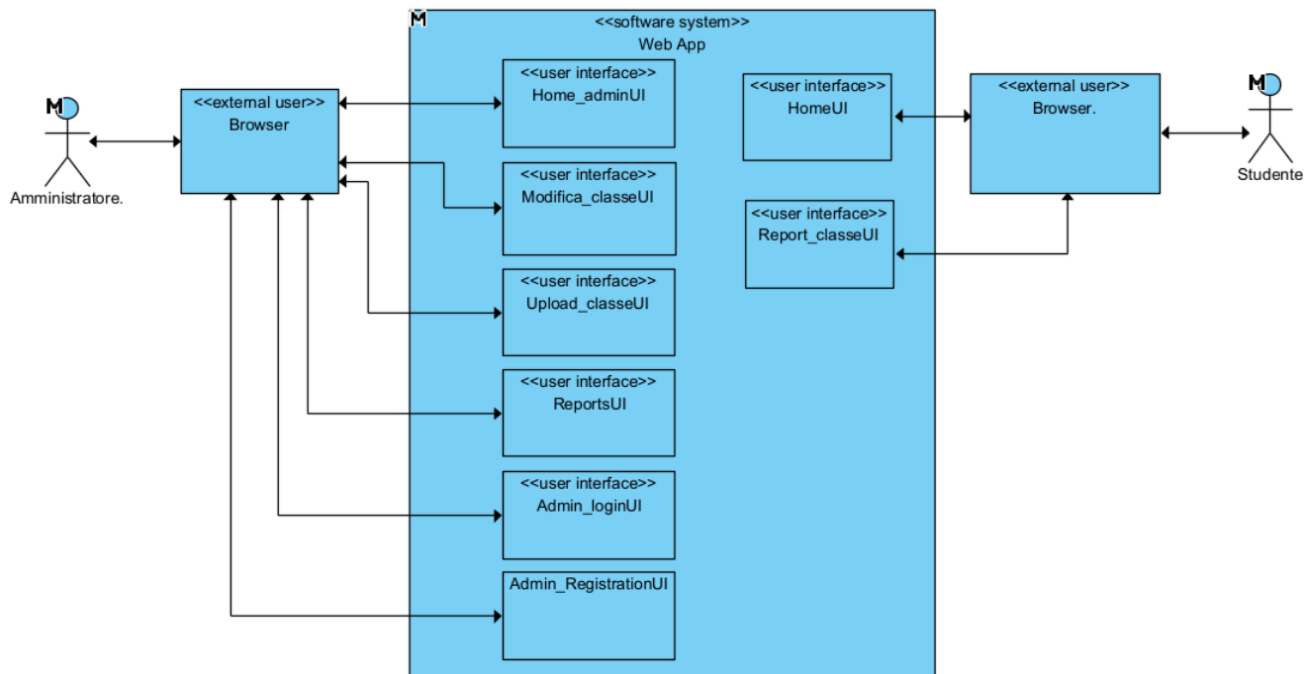 M
<<software system>>
Web App
<<user interface>>
Home_adminUI
<<user interface>>
HomeUI
<<external user>>
Browser
<<external user>>
Browser.
M
Amministratore.
M
Studente
<<user interface>>
Modifica_classeUI
<<user interface>>
Report_classeUI
<<user interface>>
Upload_classeUI
<<user interface>>
ReportsUI
<<user interface>>
Admin_loginUI
Admin_RegistrationUI